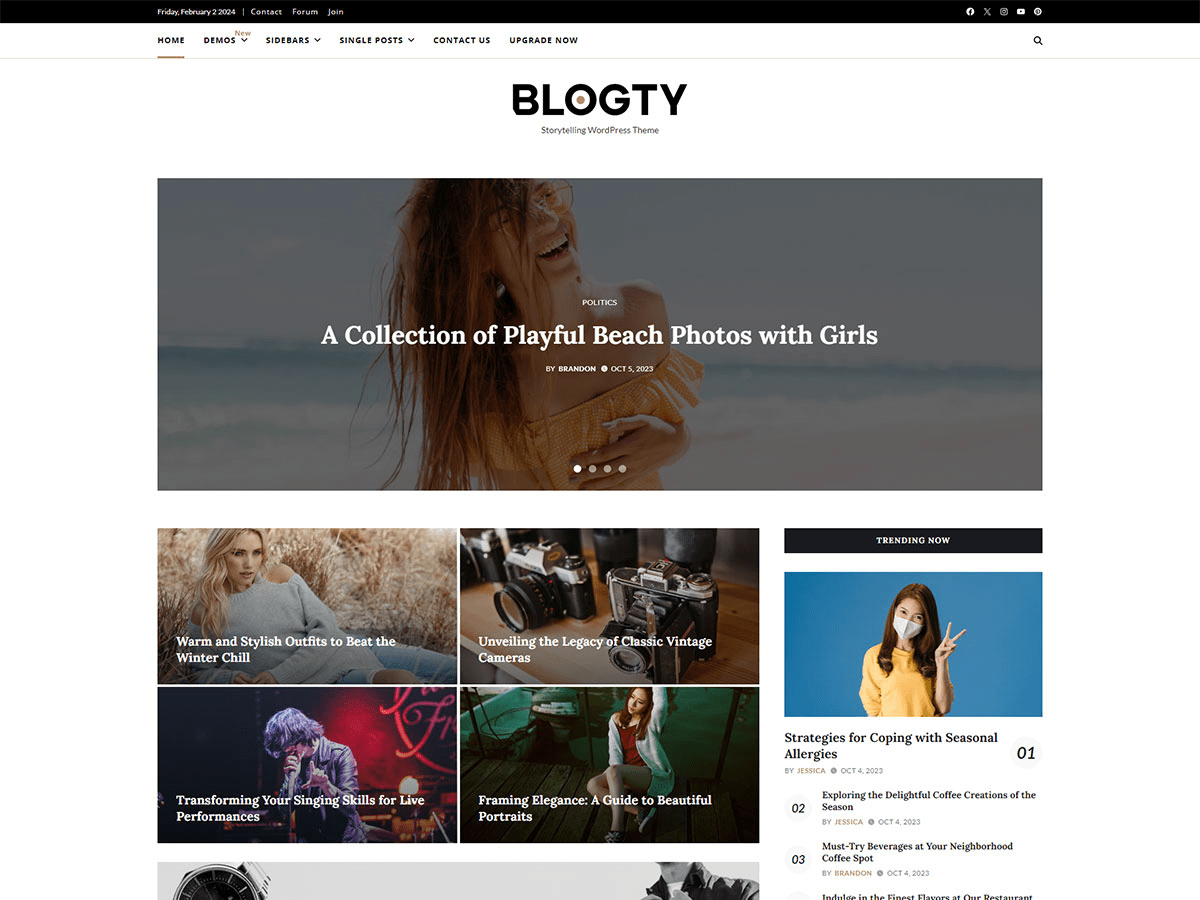 Friday, February 2 2024 | Contact Forum Join
New
HOME DEMOS SIDEBARS SINGLE POSTS CONTACT US UPGRADE NOW
BLOGTY
Storytelling WordPress Theme
POLITICS
A Collection of Playful Beach Photos with Girls
BY BRANDON OCT 5, 2023
Warm and Stylish Outfits to Beat the
Winter Chill
Unveiling the Legacy of Classic Vintage
Cameras
Transforming Your Singing Skills for Live
Performances
Framing Elegance: A Guide to Beautiful
Portraits
TRENDING NOW
Strategies for Coping with Seasonal
Allergies
01
BY JESSICA OCT 4, 2023
Exploring the Delightful Coffee Creations of the
Season
02
BY JESSICA OCT 4, 2023
Must-Try Beverages at Your Neighborhood
Coffee Spot
03
BY BRANDON OCT 4, 2023
Indulge in the Finest Flavors at Our Restaurant